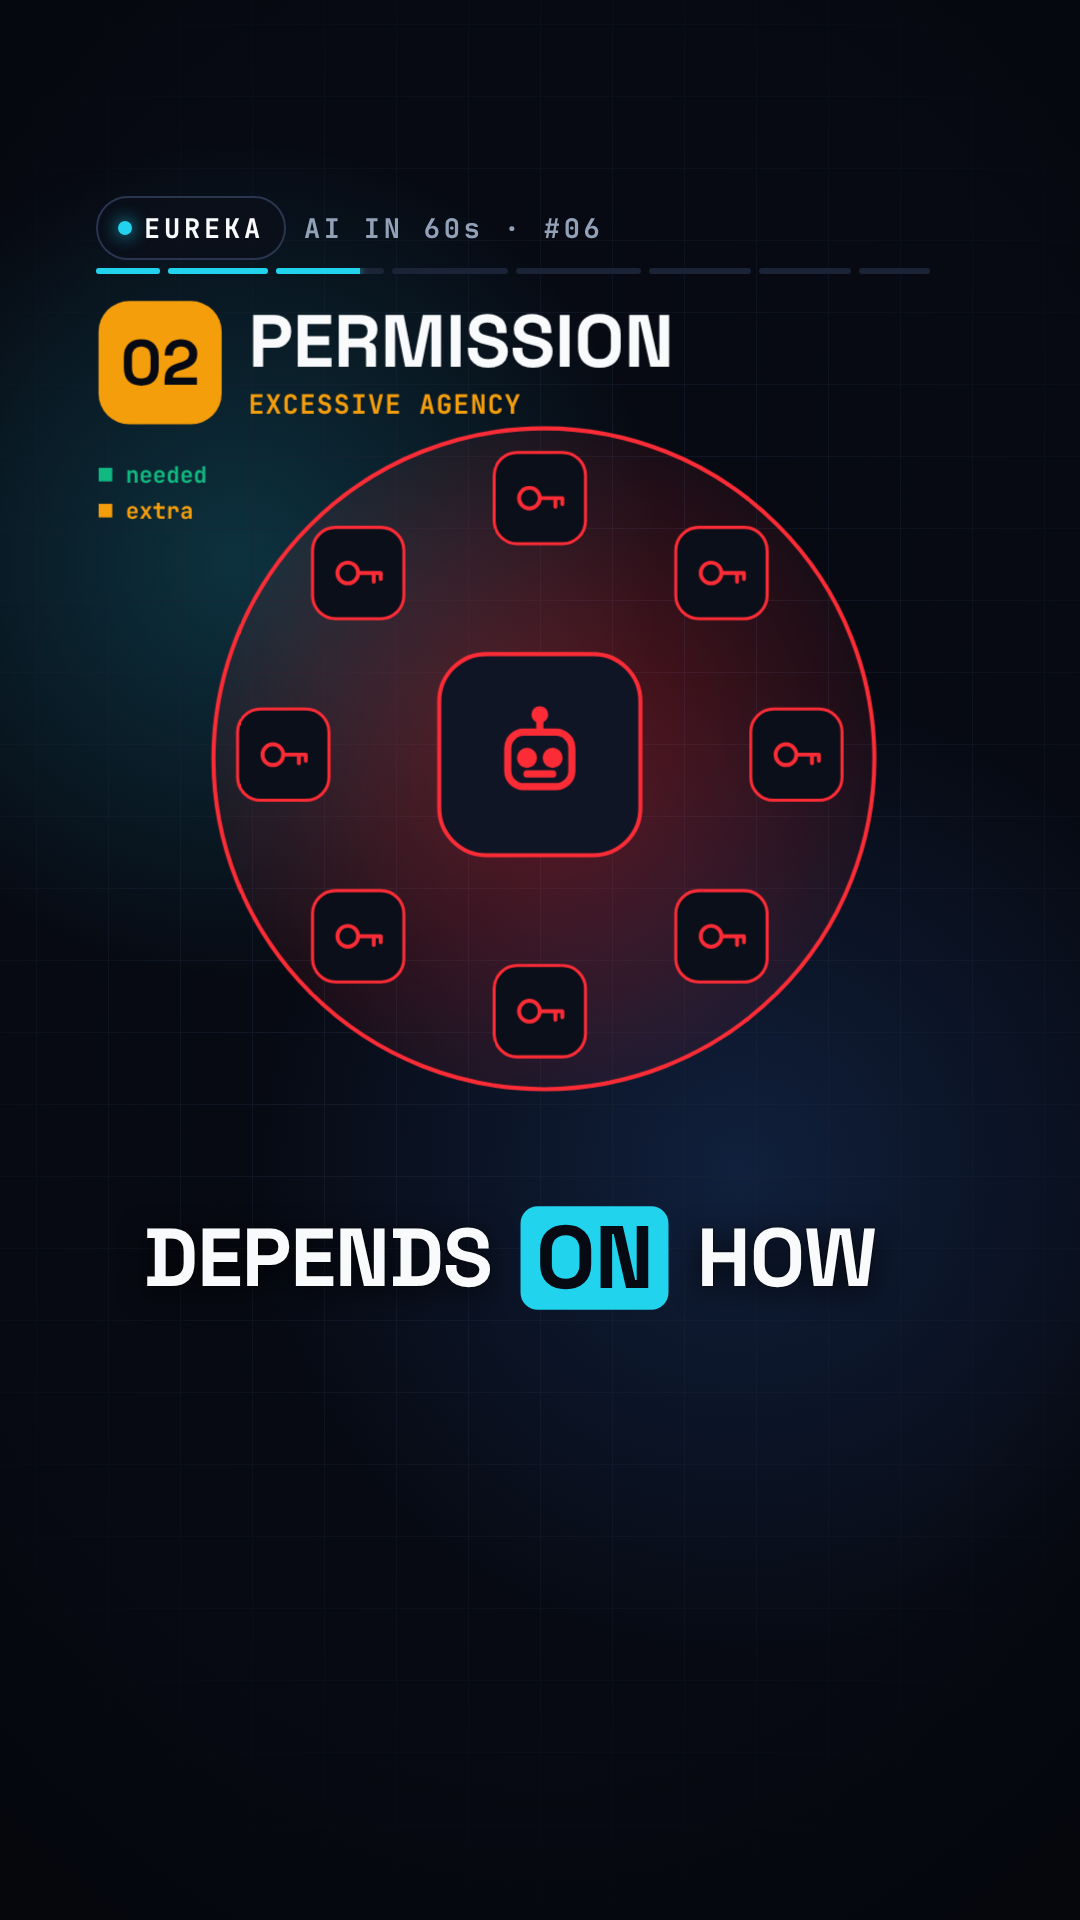 EUREKA AI IN 60s · #06
02
PERMISSION
EXCESSIVE AGENCY
needed
extra
DEPENDS ON HOW